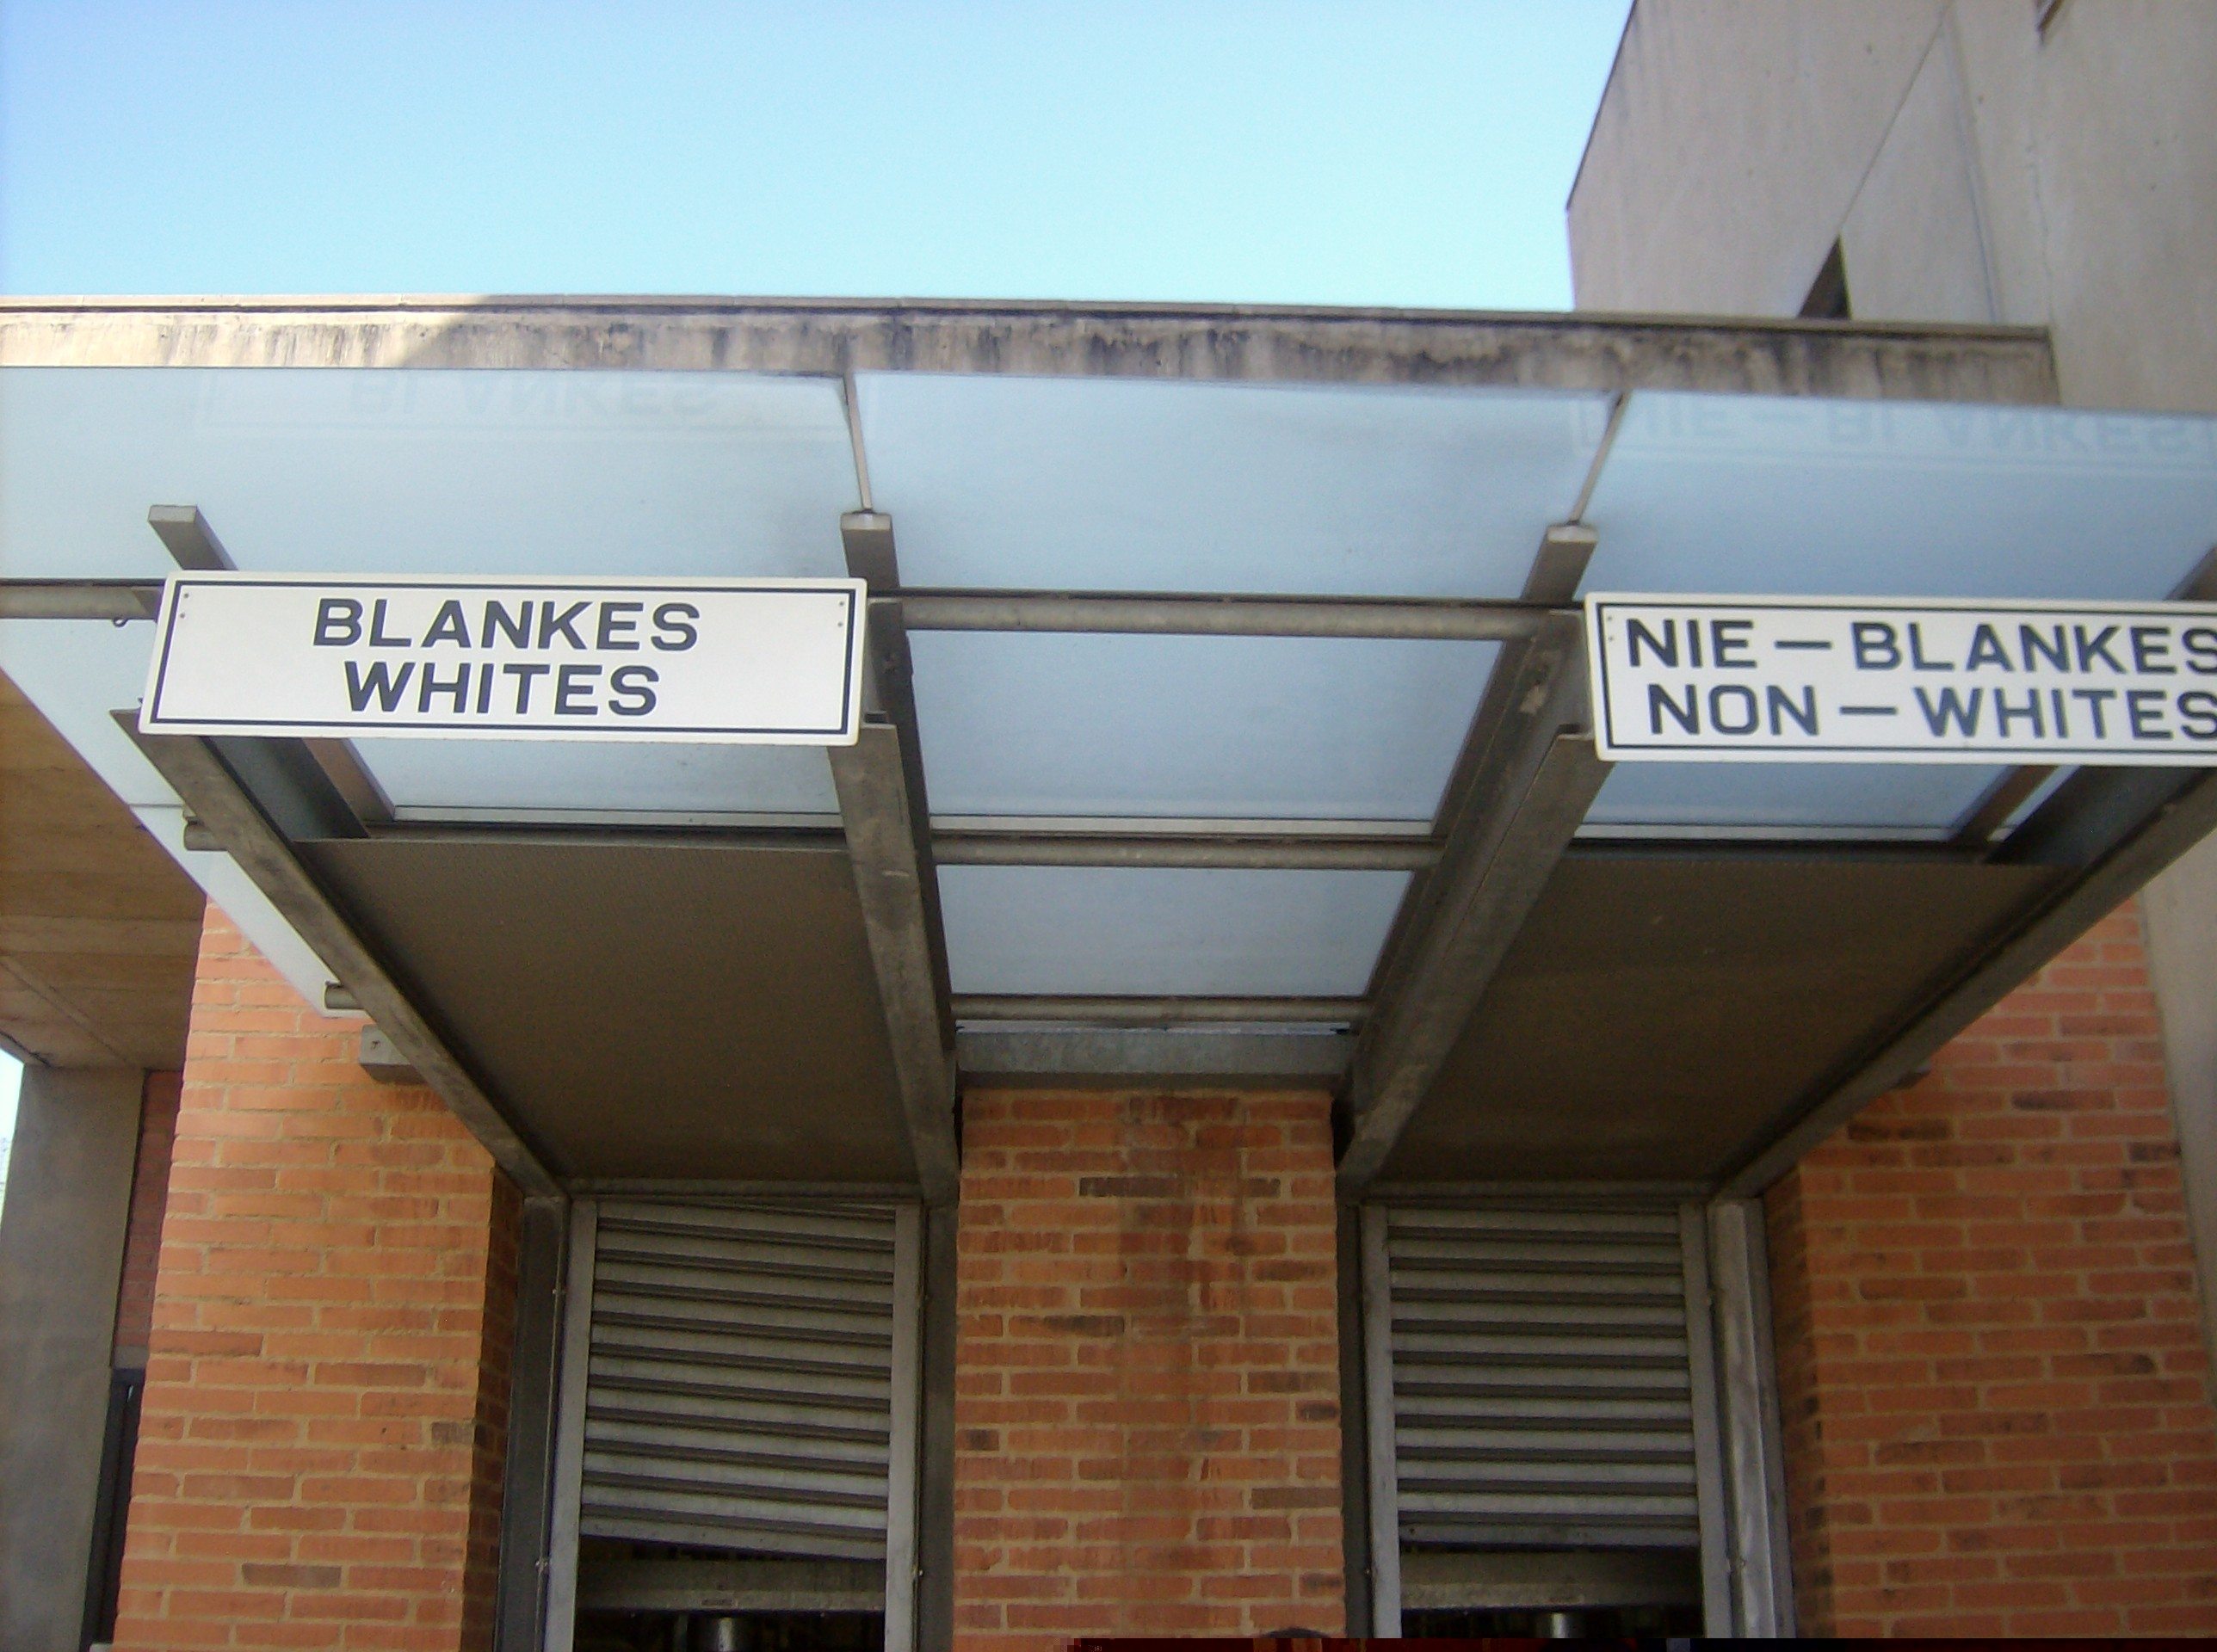 BLANKES
WHITES
NIE — BLANKES
NON — WHITES